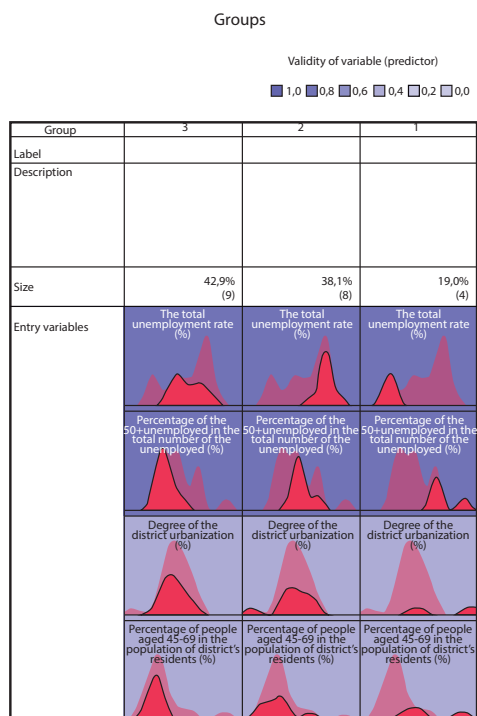 Groups
Validity of variable (predictor)
1,0 0,8 0,6 0,4 0,2 0,0
Group 3 2 1
Label
Description
Size 42,9% 38,1% 19,0%
(9) (8) (4)
Entry variables
The total The total The total
unemployment rate unemployment rate unemployment rate
(%) (%) (%)
Percentage of the Percentage of the Percentage of the
50+unemployed in the 50+unemployed in the 50+unemployed in the
total number of the total number of the total number of the
unemployed (%) unemployed (%) unemployed (%)
Degree of the Degree of the Degree of the
district urbanization district urbanization district urbanization
(%) (%) (%)
Percentage of people Percentage of people Percentage of people
aged 45-69 in the aged 45-69 in the aged 45-69 in the
population of district's population of district's population of district's
residents (%) residents (%) residents (%)